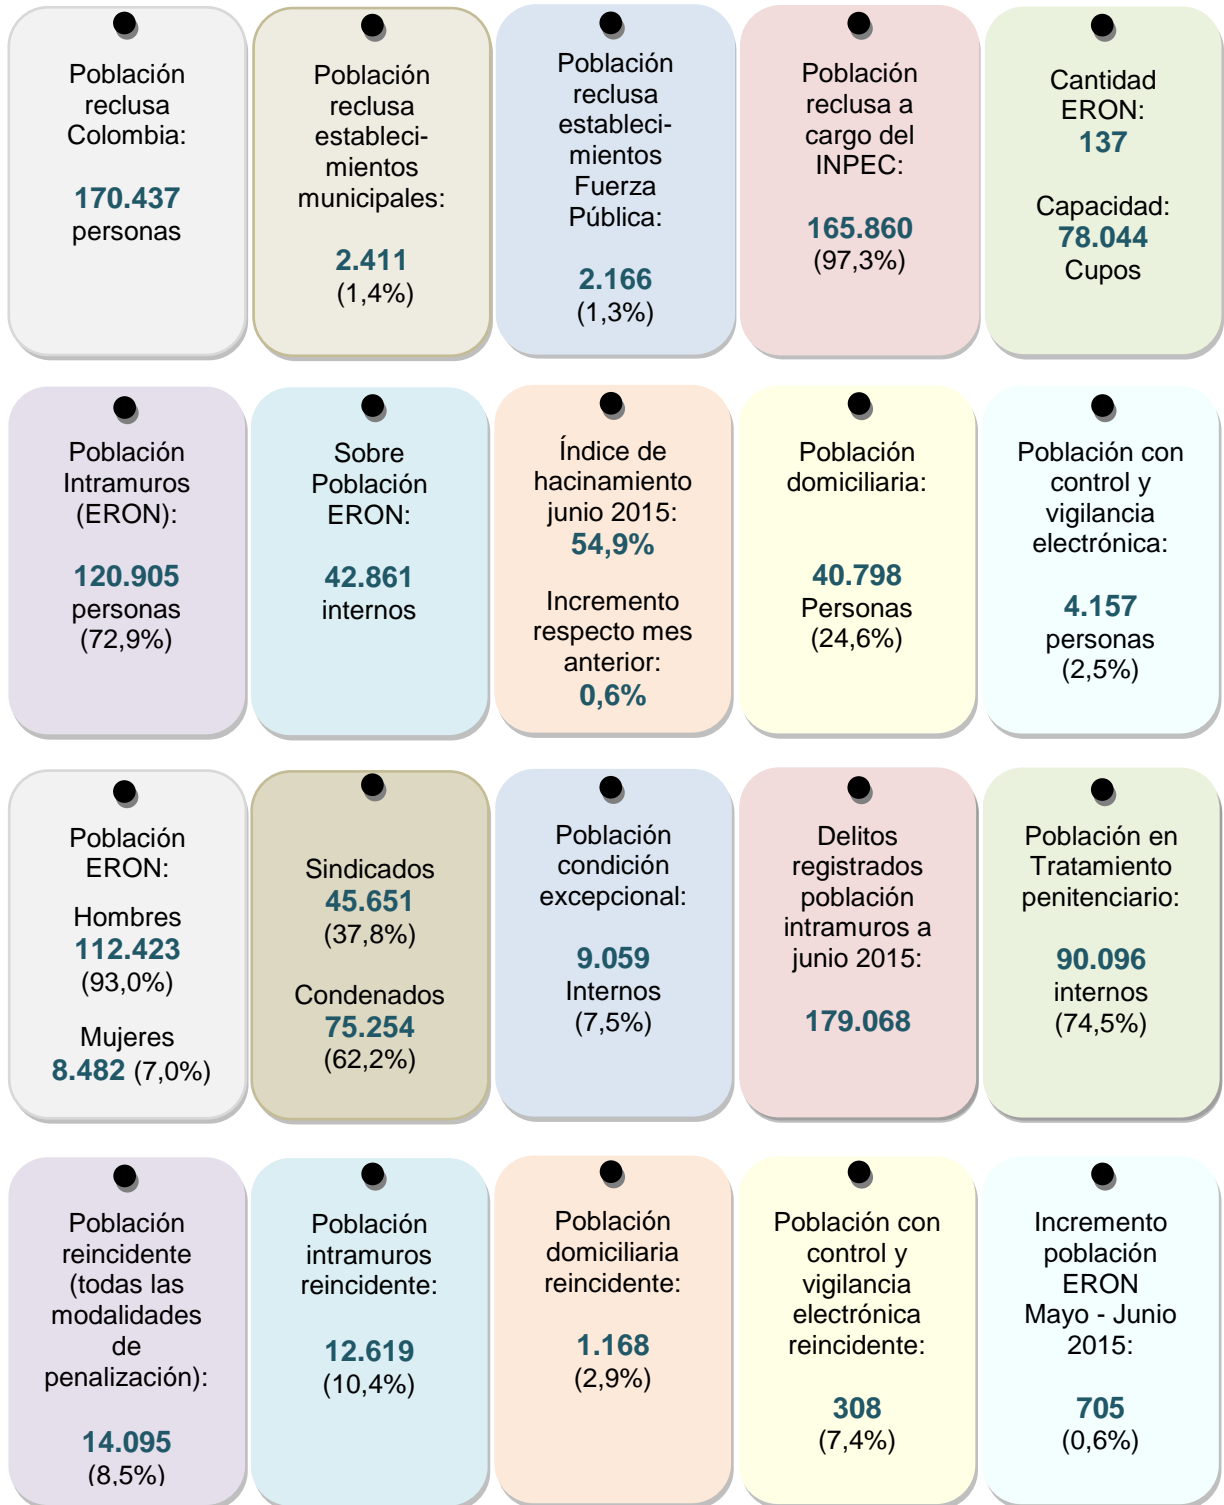 Población
reclusa
Colombia:
170.437
personas
Población
reclusa
estableci-
mientos
municipales:
2.411
(1,4%)
Población
reclusa
estableci-
mientos
Fuerza
Pública:
2.166
(1,3%)
Población
reclusa a
cargo del
INPEC:
165.860
(97,3%)
Cantidad
ERON:
137
Capacidad:
78.044
Cupos
Población
Intramuros
(ERON):
120.905
personas
(72,9%)
Sobre
Población
ERON:
42.861
internos
Índice de
hacinamiento
junio 2015:
54,9%
Incremento
respecto mes
anterior:
0,6%
Población
domiciliaria:
40.798
Personas
(24,6%)
Población con
control y
vigilancia
electrónica:
4.157
personas
(2,5%)
Población
ERON:
Hombres
112.423
(93,0%)
Mujeres
8.482 (7,0%)
Sindicados
45.651
(37,8%)
Condenados
75.254
(62,2%)
Población
condición
excepcional:
9.059
Internos
(7,5%)
Delitos
registrados
población
intramuros a
junio 2015:
179.068
Población en
Tratamiento
penitenciario:
90.096
internos
(74,5%)
Población
reincidente
(todas las
modalidades
de
penalización):
14.095
(8,5%)
Población
intramuros
reincidente:
12.619
(10,4%)
Población
domiciliaria
reincidente:
1.168
(2,9%)
Población con
control y
vigilancia
electrónica
reincidente:
308
(7,4%)
Incremento
población
ERON
Mayo - Junio
2015:
705
(0,6%)